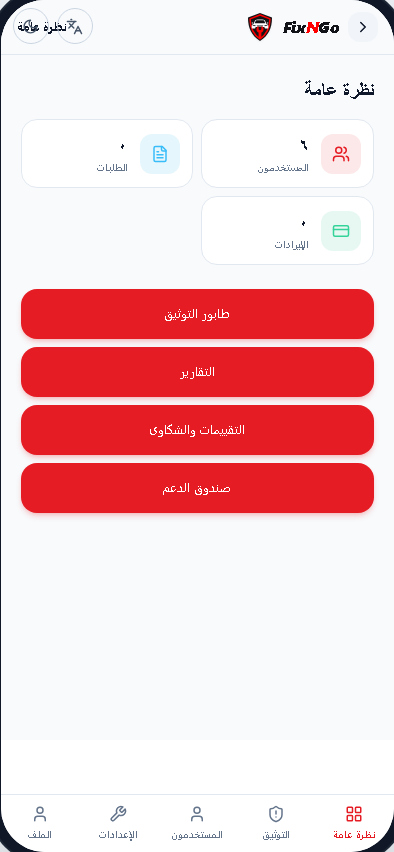 FixNGo
نظرة عامة
نظرة عامة
٦
المستخدمون
٠
الطلبات
٠
الإيرادات
طابور التوثيق
التقارير
التقييمات والشكاوى
صندوق الدعم
نظرة عامة
التوثيق
المستخدمون
الإعدادات
الملف